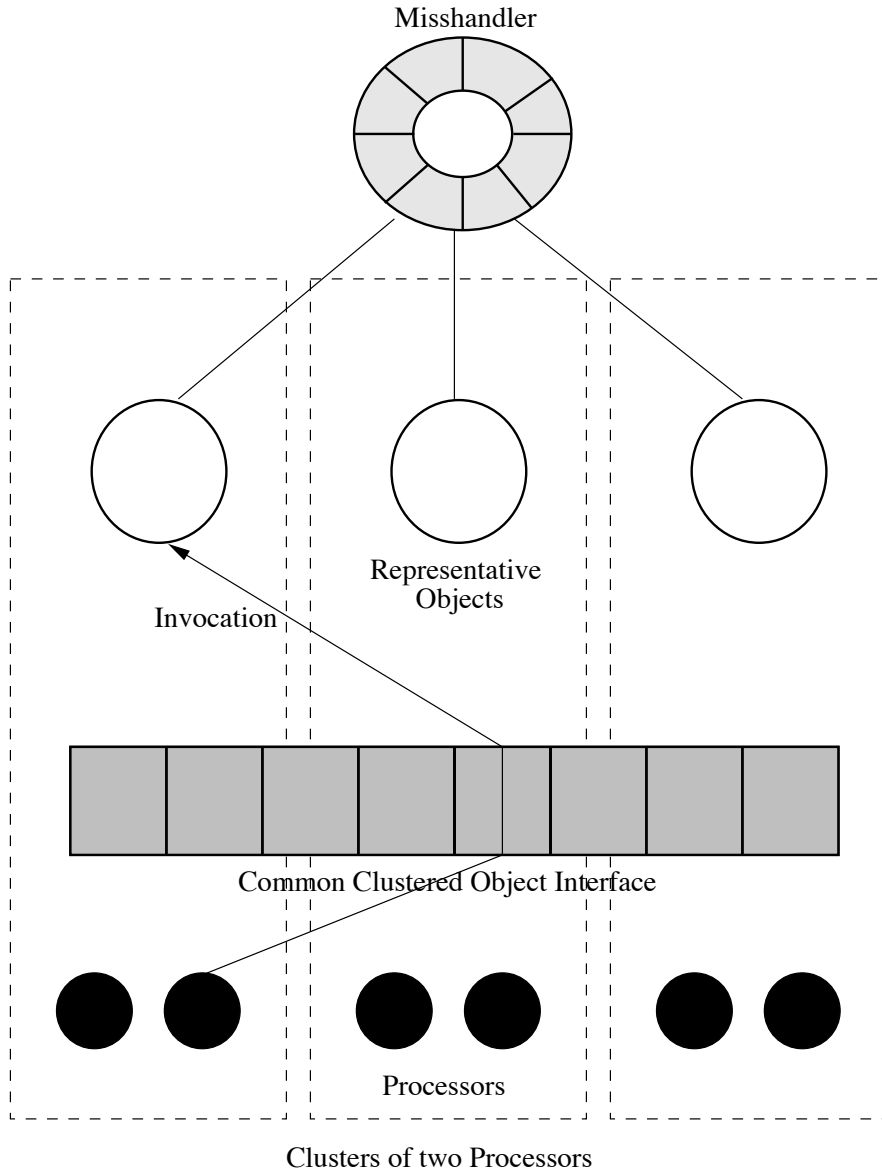 Misshandler
Representative
Objects
Invocation
Common Clustered Object Interface
Processors
Clusters of two Processors